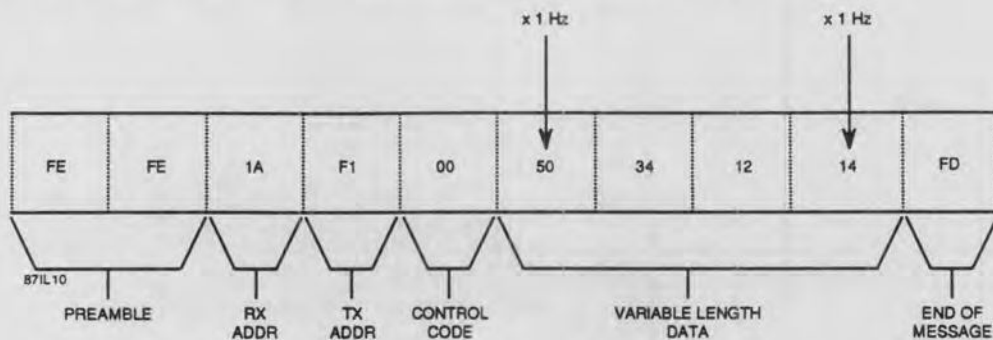 x 1 Hz x 1 Hz
FE FE 1A F1 00 50 34 12 14 FD
871L10
PREAMBLE RX ADDR TX ADDR CONTROL CODE VARIABLE LENGTH DATA END OF MESSAGE